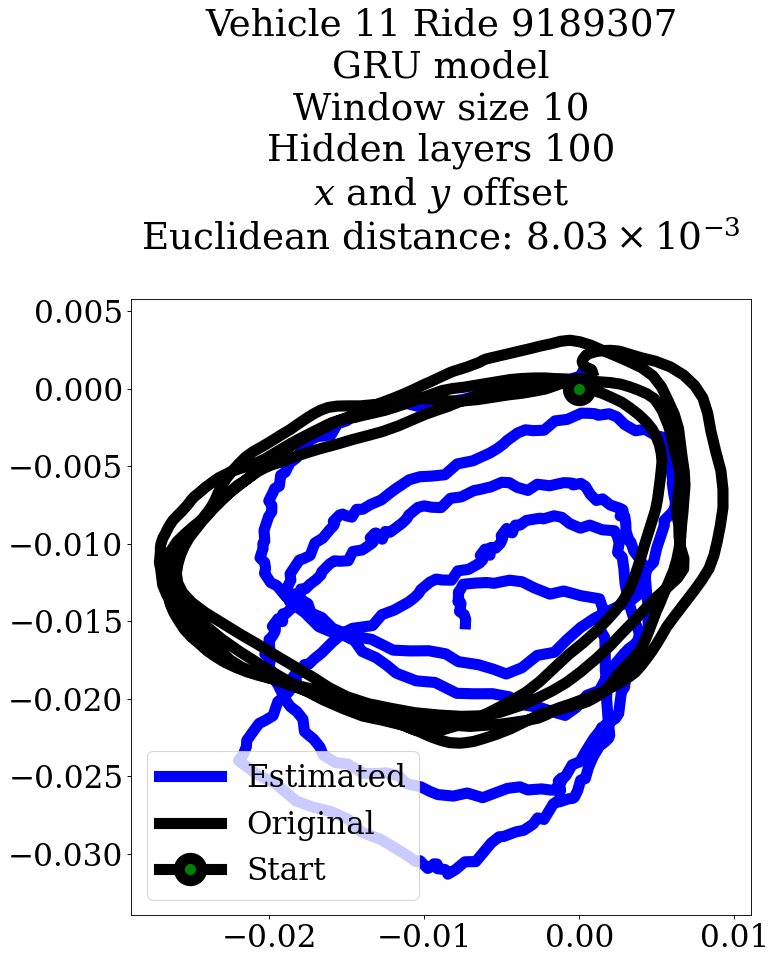 Vehicle 11 Ride 9189307
GRU model
Window size 10
Hidden layers 100
x and y offset
Euclidean distance: 8.03 × 10⁻³
0.005
0.000
−0.005
−0.010
−0.015
−0.020
−0.025
−0.030
Estimated
Original
Start
−0.02
−0.01
0.00
0.01